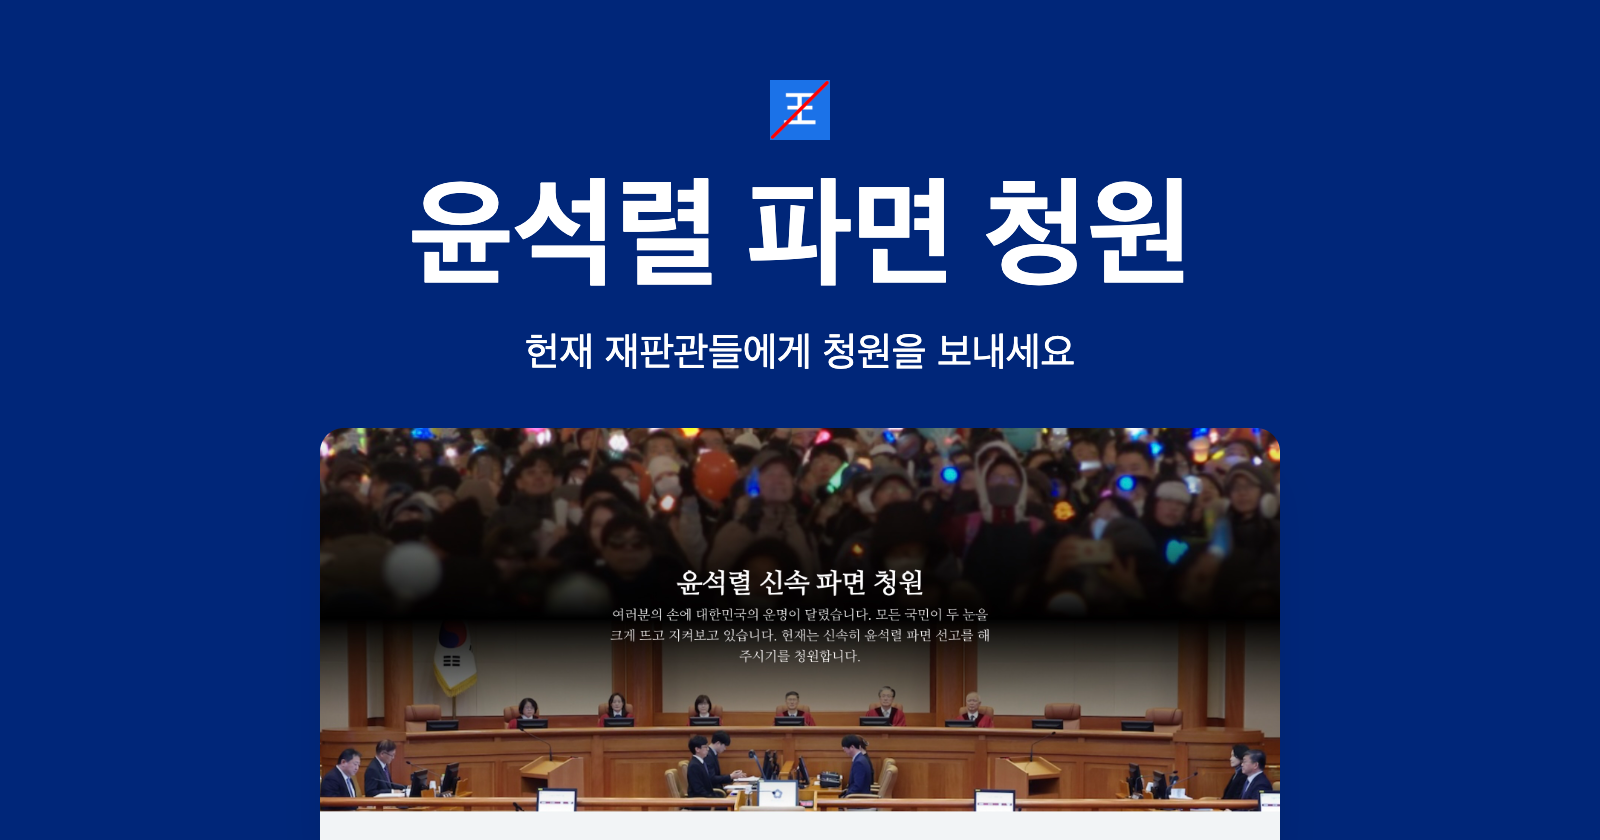 王
윤석렬 파면 청원
헌재 재판관들에게 청원을 보내세요
윤석렬 신속 파면 청원
여러분의 손에 대한민국의 운명이 달렸습니다. 모든 국민이 두 눈을
크게 뜨고 지켜보고 있습니다. 헌재는 신속히 윤석렬 파면 선고를 해
주시기를 청원합니다.